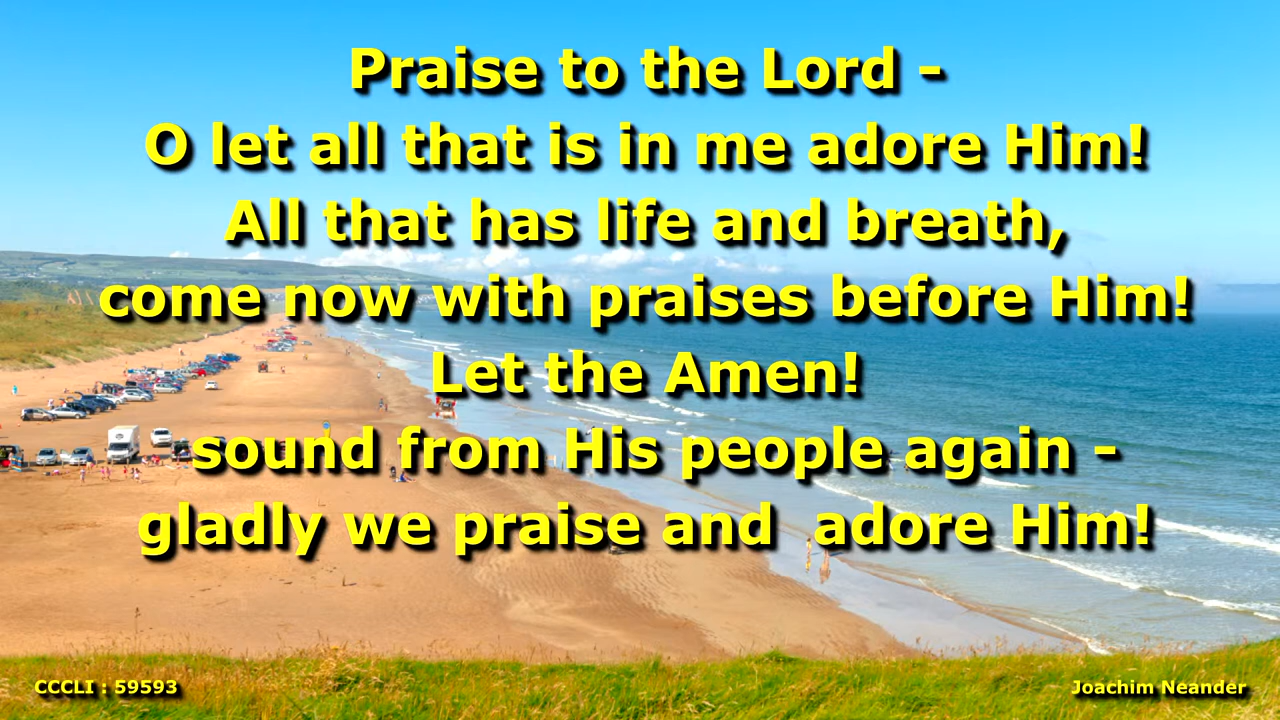 Praise to the Lord -
O let all that is in me adore Him!
All that has life and breath,
come now with praises before Him!
Let the Amen!
sound from His people again -
gladly we praise and  adore Him!
CCCLI : 59593
Joachim Neander